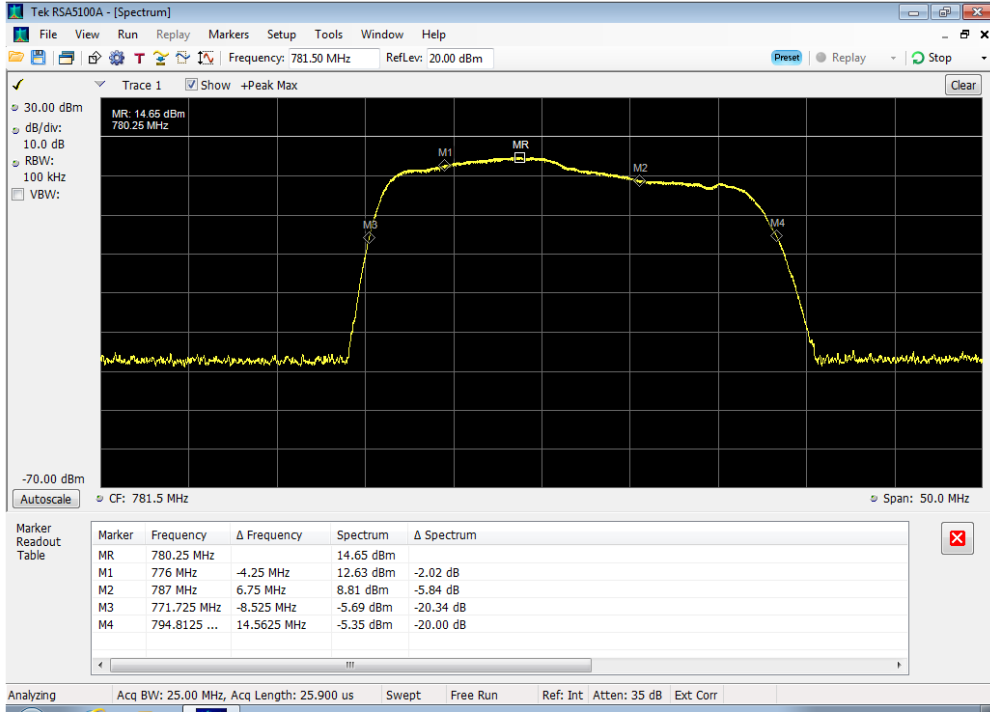 Tek RSA5100A - [Spectrum]
File View Run Replay Markers Setup Tools Window Help
Frequency: 781.50 MHz RefLev: 20.00 dBm Preset Replay Stop
Trace 1 Show +Peak Max Clear
30.00 dBm
dB/div:
10.0 dB
RBW:
100 kHz
VBW:
MR: 14.65 dBm
780.25 MHz
M1
MR
M2
M3
M4
-70.00 dBm
Autoscale CF: 781.5 MHz Span: 50.0 MHz
Marker
Readout
Table
Marker Frequency Δ Frequency Spectrum Δ Spectrum
MR 780.25 MHz 14.65 dBm
M1 776 MHz -4.25 MHz 12.63 dBm -2.02 dB
M2 787 MHz 6.75 MHz 8.81 dBm -5.84 dB
M3 771.725 MHz -8.525 MHz -5.69 dBm -20.34 dB
M4 794.8125 ... 14.5625 MHz -5.35 dBm -20.00 dB
Analyzing Acq BW: 25.00 MHz, Acq Length: 25.900 us Swept Free Run Ref: Int Atten: 35 dB Ext Corr